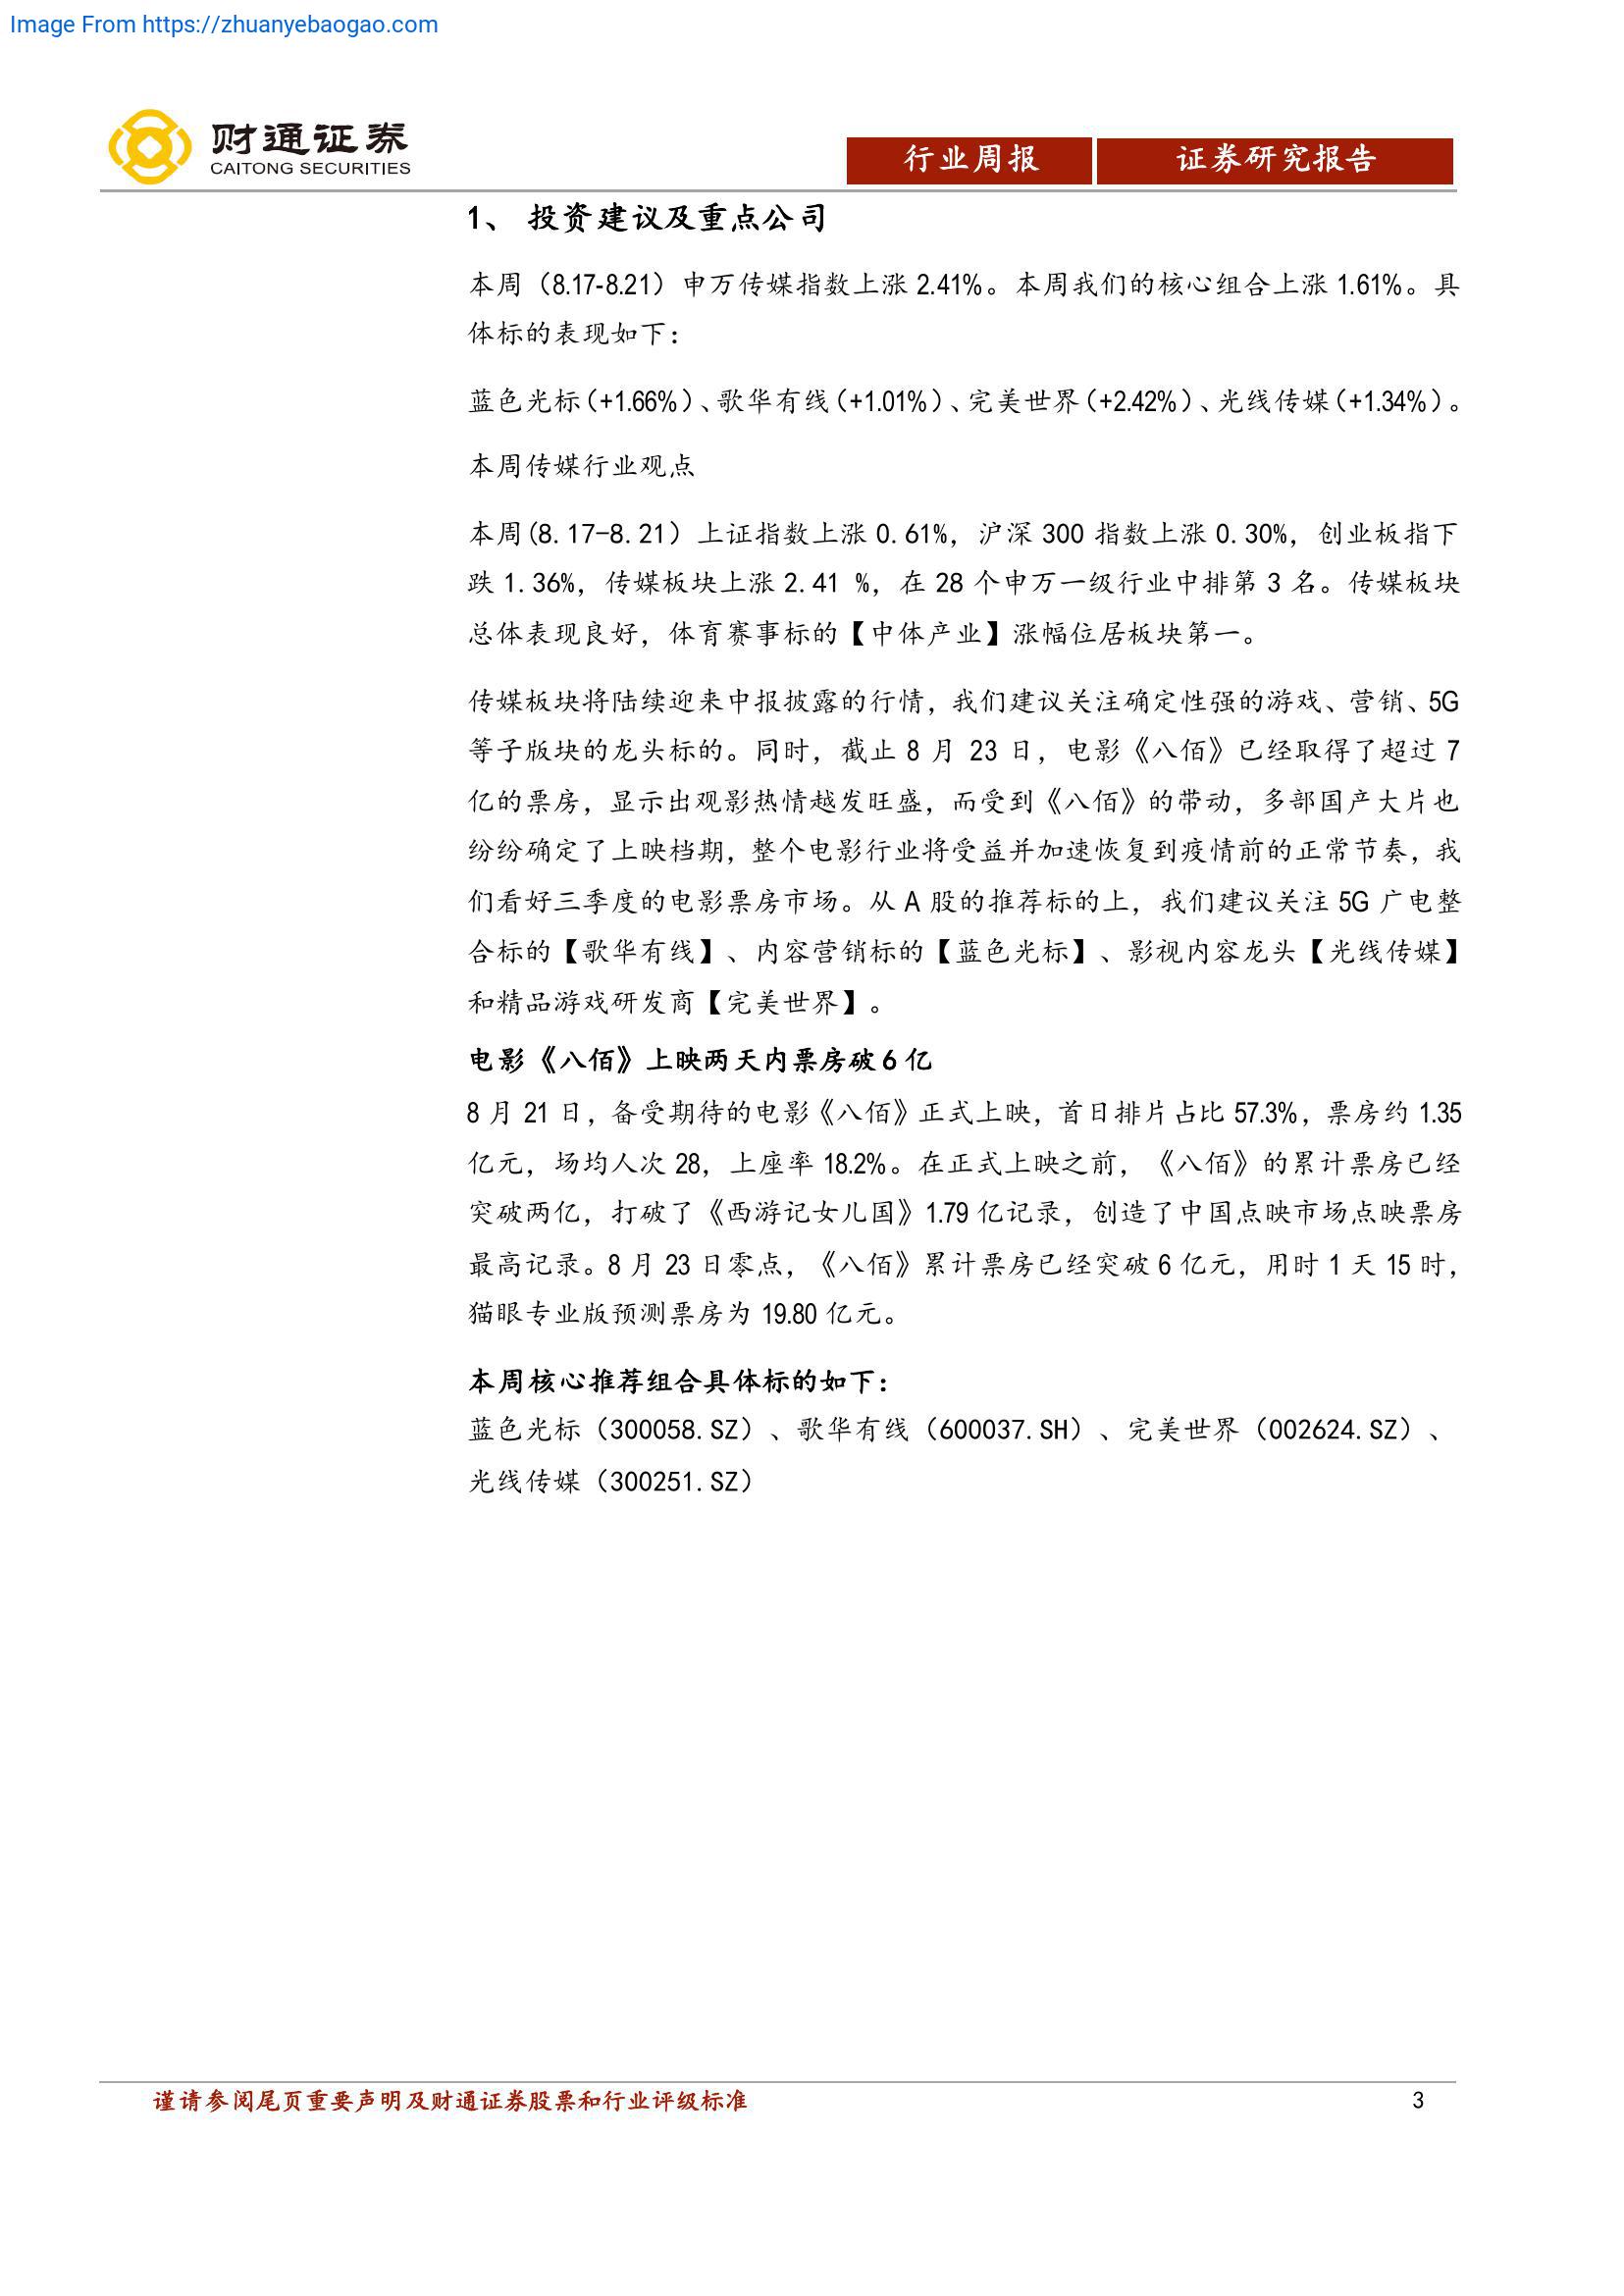 Image From https://zhuanyebaogao.com
财通证券
CAITONG SECURITIES
行业周报
证券研究报告
1、 投资建议及重点公司
本周（8.17-8.21）申万传媒指数上涨 2.41%。本周我们的核心组合上涨 1.61%。具
体标的表现如下：
蓝色光标（+1.66%）、歌华有线（+1.01%）、完美世界（+2.42%）、光线传媒（+1.34%）。
本周传媒行业观点
本周(8.17-8.21）上证指数上涨 0.61%，沪深 300 指数上涨 0.30%，创业板指下
跌 1.36%，传媒板块上涨 2.41 %，在 28 个申万一级行业中排第 3 名。传媒板块
总体表现良好，体育赛事标的【中体产业】涨幅位居板块第一。
传媒板块将陆续迎来中报披露的行情，我们建议关注确定性强的游戏、营销、5G
等子版块的龙头标的。同时，截止 8 月 23 日，电影《八佰》已经取得了超过 7
亿的票房，显示出观影热情越发旺盛，而受到《八佰》的带动，多部国产大片也
纷纷确定了上映档期，整个电影行业将受益并加速恢复到疫情前的正常节奏，我
们看好三季度的电影票房市场。从 A 股的推荐标的上，我们建议关注 5G 广电整
合标的【歌华有线】、内容营销标的【蓝色光标】、影视内容龙头【光线传媒】
和精品游戏研发商【完美世界】。
电影《八佰》上映两天内票房破 6 亿
8 月 21 日，备受期待的电影《八佰》正式上映，首日排片占比 57.3%，票房约 1.35
亿元，场均人次 28，上座率 18.2%。在正式上映之前，《八佰》的累计票房已经
突破两亿，打破了《西游记女儿国》1.79 亿记录，创造了中国点映市场点映票房
最高记录。8 月 23 日零点，《八佰》累计票房已经突破 6 亿元，用时 1 天 15 时，
猫眼专业版预测票房为 19.80 亿元。
本周核心推荐组合具体标的如下：
蓝色光标（300058.SZ）、歌华有线（600037.SH）、完美世界（002624.SZ）、
光线传媒（300251.SZ）
谨请参阅尾页重要声明及财通证券股票和行业评级标准
3